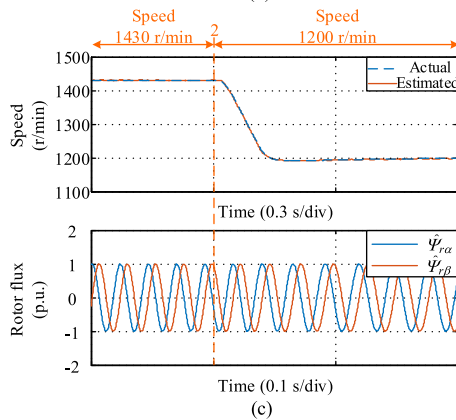 Speed 2 Speed
1430 r/min 1200 r/min
1500
1400
1300
1200
1100
Speed
(r/min)
Actual
Estimated
Time (0.3 s/div)
2
1
0
-1
-2
Rotor flux
(p.u.)
Ψ̂rα
Ψ̂rβ
Time (0.1 s/div)
(c)